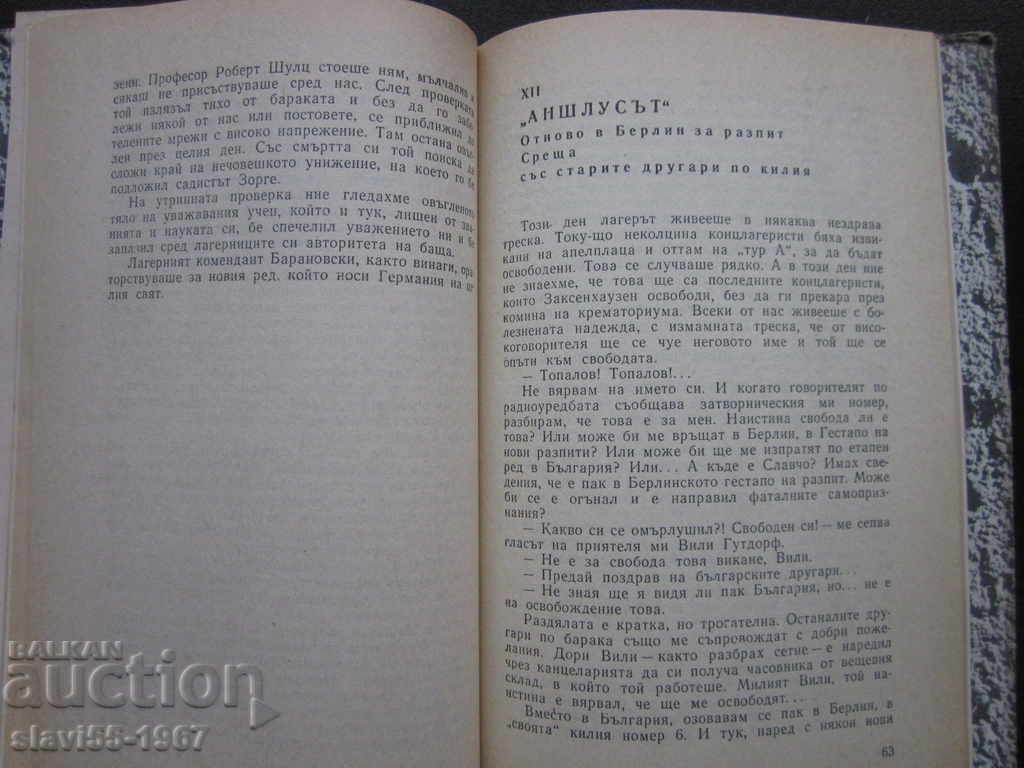 зени. Професор Роберт Шулц стоеше ням, мълчалив и
сякаш не присъствуваше сред нас. След проверката
той излязъл тихо от бараката и без да го забе-
лежи някой от нас или постовете, се приближил до
телените мрежи с високо напрежение. Там остана овъг-
лен през целия ден. Със смъртта си той поиска да
сложи край на нечовешкото унижение, на което го бе
подложил садистът Зорге.
На утринната проверка ние гледахме овъгленото
тяло на уважавания учен, който и тук, лишен от зва-
нията и науката си, бе спечелил уважението ни и бе
запазил сред лагерниците си авторитета на баща.
Лагерният комендант Барановски, както винаги, ора-
торствуваше за новия ред, който носи Германия на це-
лия свят.
XII
„АНШЛУСЪТ“
Отново в Берлин за разпит
Среща
със старите другари по килия
Този ден лагерът живееше в някаква нездрава
треска. Току-що неколцина концлагеристи бяха изви-
кани на апелплаца и оттам на „тур А“, за да бъдат
освободени. Това се случваше рядко. А в този ден ние
не знаехме, че това ще са последните концлагеристи,
които Заксенхаузен освободи, без да ги прекара през
комина на крематориума. Всеки от нас живееше с бо-
лезнената надежда, с измамната треска, че от висо-
коговорителя ще се чуе неговото име и той ще се
опъти към свободата.
— Топалов! Топалов!...
Не вярвам на името си. И когато говорителят по
радиоуредбата съобщава затворническия ми номер,
разбирам, че това е за мен. Наистина свобода ли е
това? Или може би ме връщат в Берлин, в Гестапо на
нови разпити? Или може би ще ме изпратят по етапен
ред в България? Или... А къде е Славчо? Имах све-
дения, че е пак в Берлинското гестапо на разпит. Може
би се е огънал и е направил фаталните самоприз-
нания?
— Какво си се омърлушил?! Свободен си! — ме сепва
гласът на приятеля ми Вили Гутдорф.
— Не е за свобода това викане, Вили.
— Предай поздрав на българските другари...
— Не зная ще я видя ли пак България, но... не е
на освобождение това.
Раздялата е кратка, но трогателна. Останалите дру-
гари по барака също ме съпровождат с добри поже-
лания. Дори Вили — както разбрах сетне — е наредил
чрез канцеларията да си получа часовника от вещевия
склад, в който той работеше. Милият Вили, той на-
истина е вярвал, че ще ме освободят...
Вместо в България, озовавам се пак в Берлин, в
„своята“ килия номер 6. И тук, наред с някои нови
63
BALKAN
auction
slavi55-1967